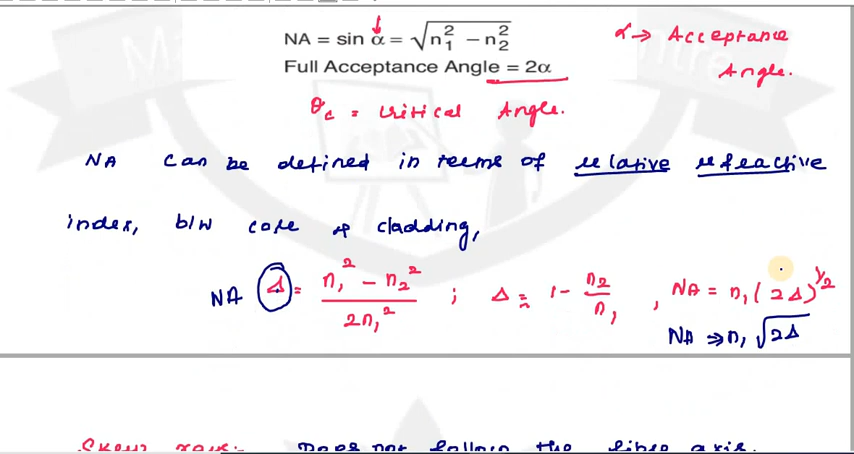 NA = sin α = √n₁² − n₂²
α → Acceptance Angle.
Full Acceptance Angle = 2α
θc = critical Angle.
NA can be defined in terms of relative refractive
index, b/w core & cladding,
NA Δ = n₁² − n₂² / 2n₁² ; Δ ≈ 1 − n₂/n₁ , NA = n₁ (2Δ)^1/2
NA ⇒ n₁ √2Δ
Skew rays:- Does not follow the fibre axis.